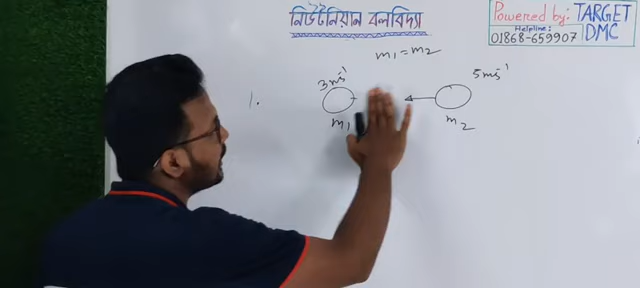 নিউটনিয়ান বলবিদ্যা
Powered by: TARGET DMC
Helpline:
01868-659907
m₁ = m₂
3ms⁻¹
5ms⁻¹
1.
m₁
m₂